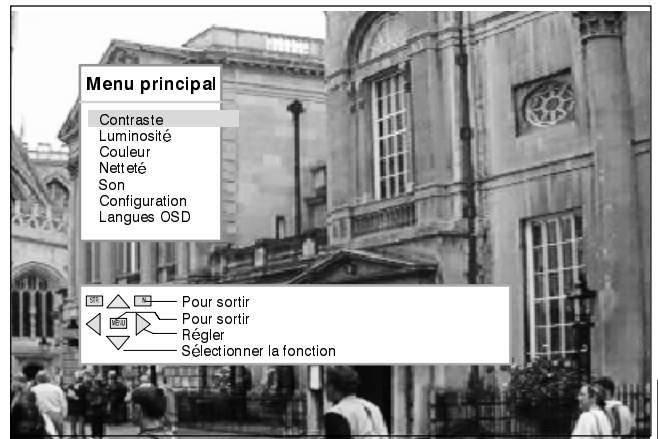 Menu principal
Contraste
Luminosité
Couleur
Netteté
Son
Configuration
Langues OSD
STR
Pour sortir
MENU
Pour sortir
Régler
Sélectionner la fonction